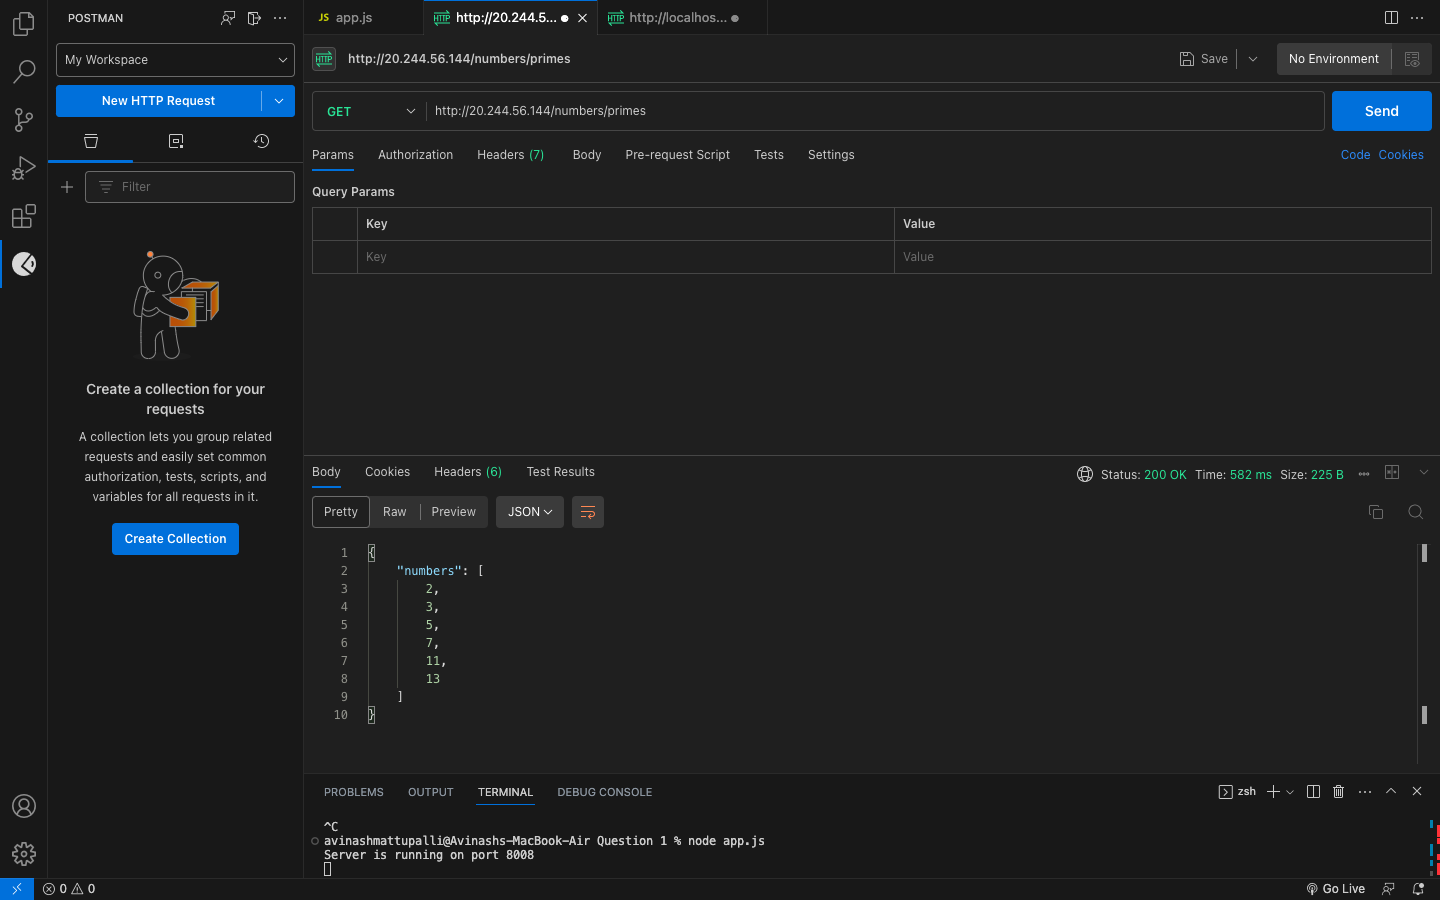 POSTMAN
My Workspace
New HTTP Request
Filter
Create a collection for your
requests
A collection lets you group related
requests and easily set common
authorization, tests, scripts, and
variables for all requests in it.
Create Collection
JS app.js
HTTP http://20.244.5...
HTTP http://localhos...
HTTP http://20.244.56.144/numbers/primes
Save
No Environment
GET http://20.244.56.144/numbers/primes
Send
Params Authorization Headers (7) Body Pre-request Script Tests Settings
Code Cookies
Query Params
Key Value
Key Value
Body Cookies Headers (6) Test Results
Status: 200 OK Time: 582 ms Size: 225 B
Pretty Raw Preview JSON
1 {
2 "numbers": [
3 2,
4 3,
5 5,
6 7,
7 11,
8 13
9 ]
10 }
PROBLEMS OUTPUT TERMINAL DEBUG CONSOLE
zsh
^C
avinashmattupalli@Avinashs-MacBook-Air Question 1 % node app.js
Server is running on port 8008
0 0
Go Live